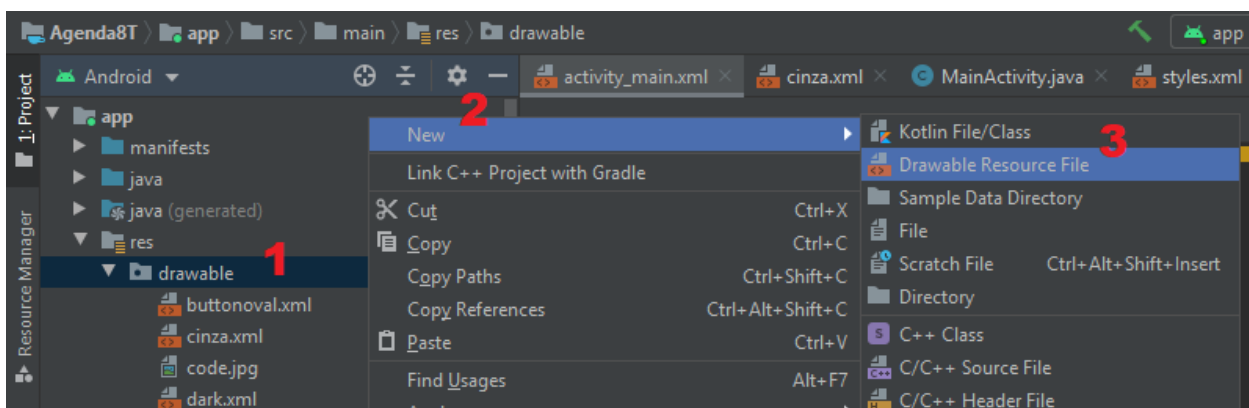 Agenda8T app src main res drawable app
Android activity_main.xml cinza.xml MainActivity.java styles.xml
1: Project
Resource Manager
app
manifests
java
java (generated)
res
drawable
buttonoval.xml
cinza.xml
code.jpg
dark.xml
1
2
New
Link C++ Project with Gradle
Cut Ctrl+X
Copy Ctrl+C
Copy Paths Ctrl+Shift+C
Copy References Ctrl+Alt+Shift+C
Paste Ctrl+V
Find Usages Alt+F7
3
Kotlin File/Class
Drawable Resource File
Sample Data Directory
File
Scratch File Ctrl+Alt+Shift+Insert
Directory
S C++ Class
C/C++ Source File
C/C++ Header File